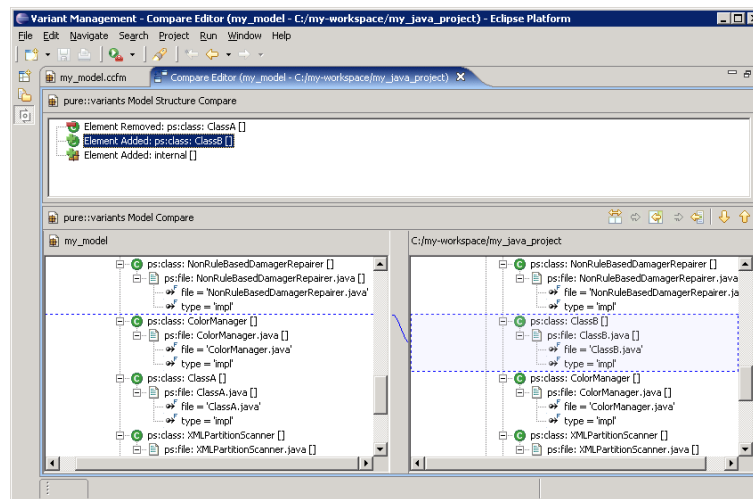 Variant Management - Compare Editor (my_model - C:/my-workspace/my_java_project) - Eclipse Platform
File Edit Navigate Search Project Run Window Help
my_model.ccfm
Compare Editor (my_model - C:/my-workspace/my_java_project)
pure::variants Model Structure Compare
Element Removed: ps:class: ClassA []
Element Added: ps:class: ClassB []
Element Added: internal []
pure::variants Model Compare
my_model
ps:class: NonRuleBasedDamagerRepairer []
ps:file: NonRuleBasedDamagerRepairer.java []
F file = 'NonRuleBasedDamagerRepairer.java'
F type = 'impl'
C ps:class: ColorManager []
ps:file: ColorManager.java []
F file = 'ColorManager.java'
F type = 'impl'
C ps:class: ClassA []
ps:file: ClassA.java []
F file = 'ClassA.java'
F type = 'impl'
C ps:class: XMLPartitionScanner []
ps:file: XMLPartitionScanner.java []
C:/my-workspace/my_java_project
C ps:class: NonRuleBasedDamagerRepairer []
ps:file: NonRuleBasedDamagerRepairer.java
F file = 'NonRuleBasedDamagerRepairer.ja
F type = 'impl'
C ps:class: ClassB []
ps:file: ClassB.java []
F file = 'ClassB.java'
F type = 'impl'
C ps:class: ColorManager []
ps:file: ColorManager.java []
F file = 'ColorManager.java'
F type = 'impl'
C ps:class: XMLPartitionScanner []
ps:file: XMLPartitionScanner.java []